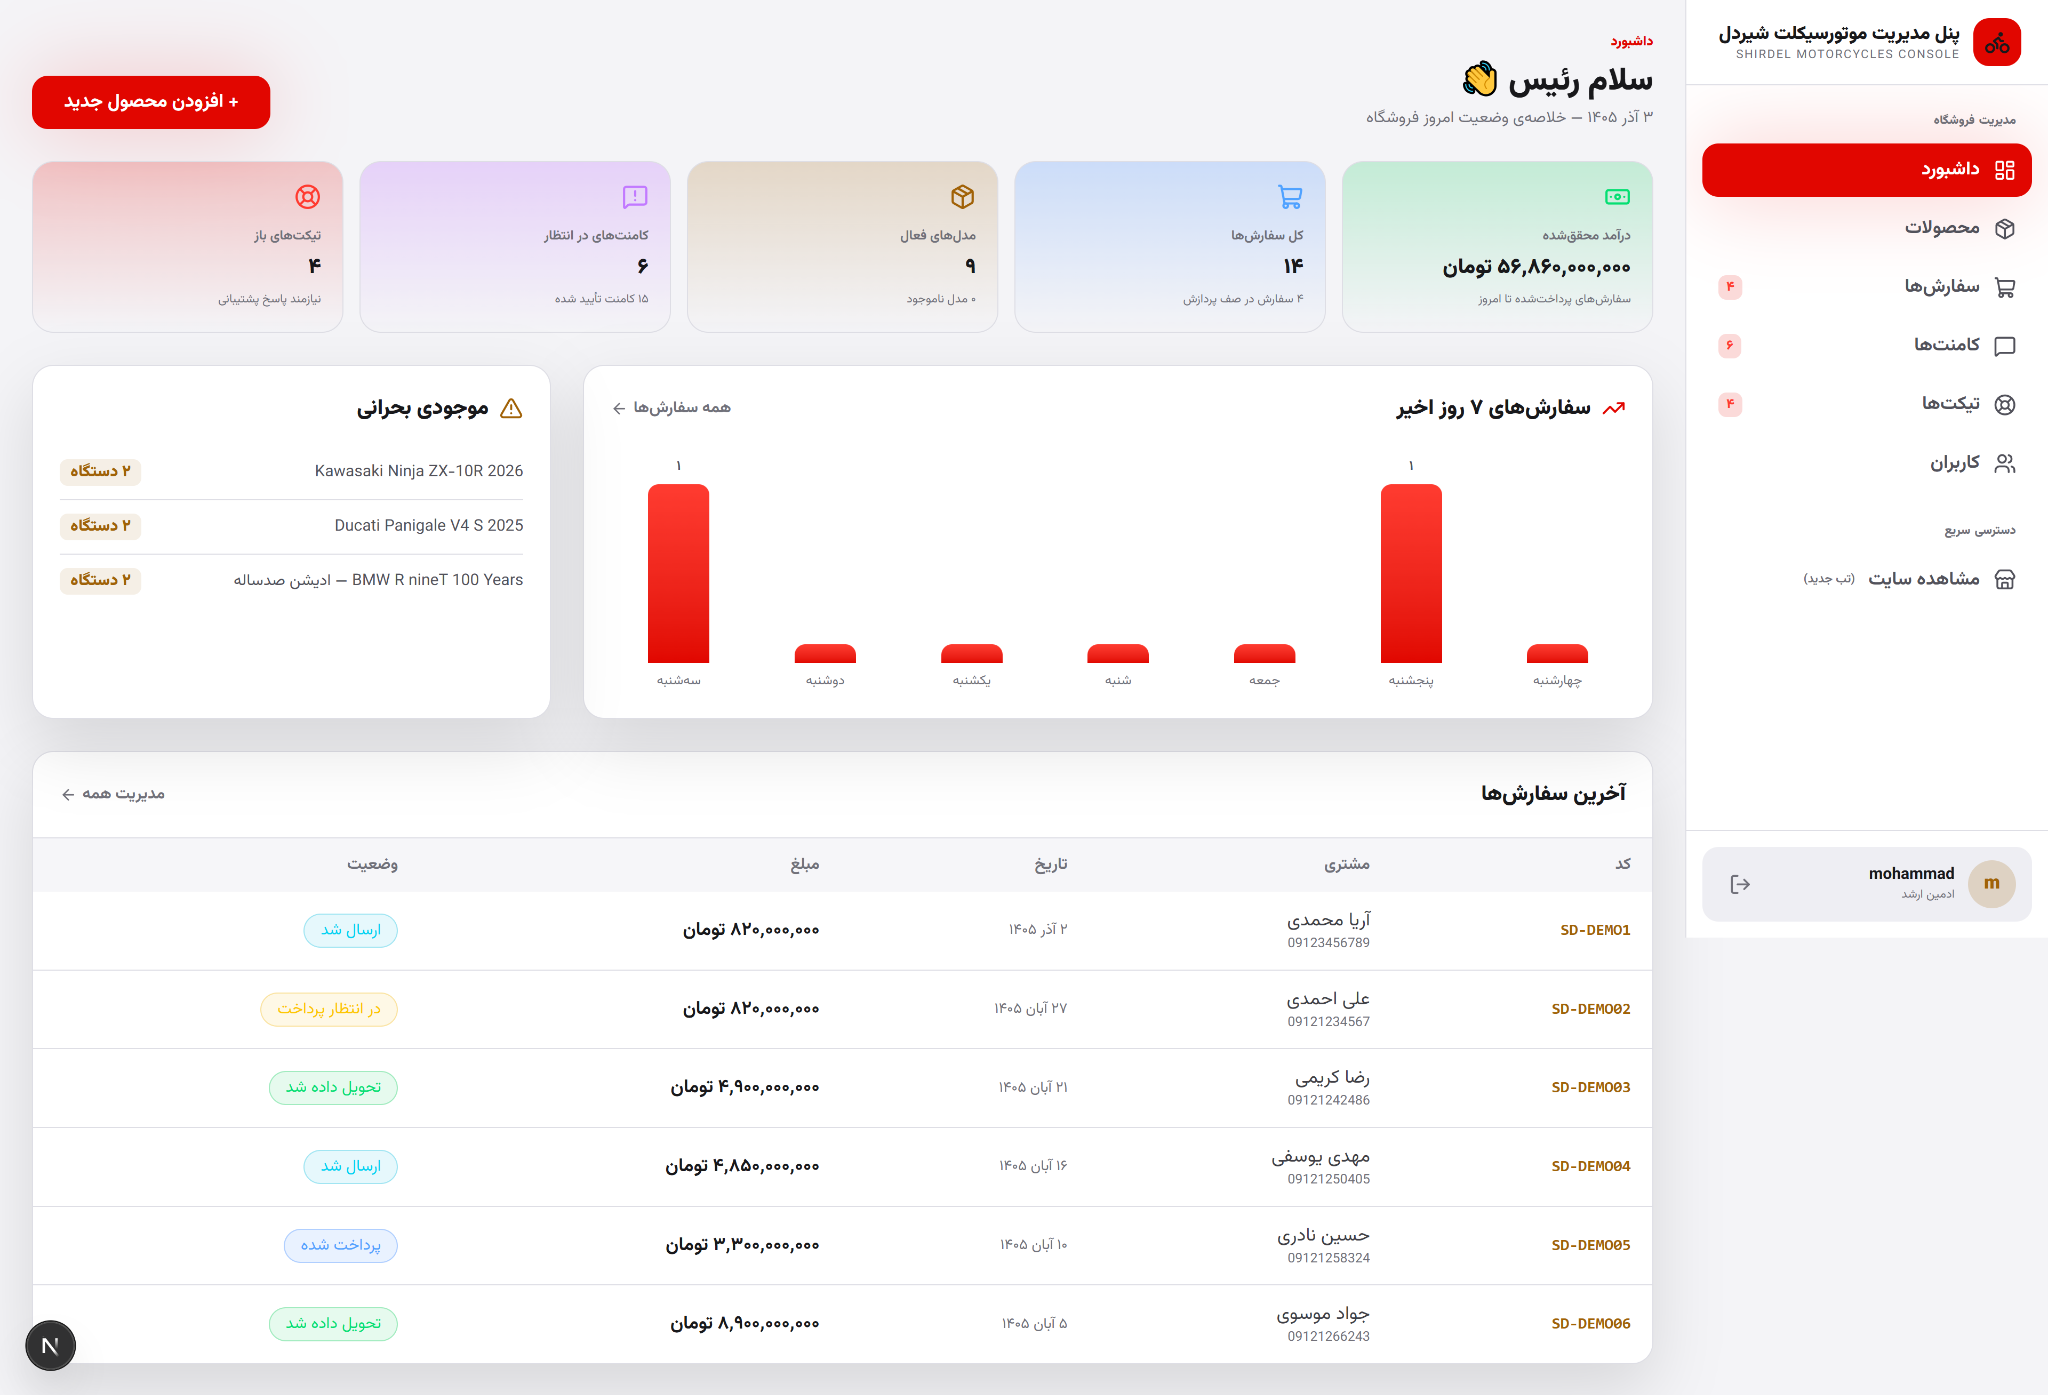 پنل مدیریت موتورسیکلت شیردل
SHIRDEL MOTORCYCLES CONSOLE
مدیریت فروشگاه
داشبورد
محصولات
سفارش‌ها ۴
کامنت‌ها ۶
تیکت‌ها ۴
کاربران
دسترسی سریع
مشاهده سایت (تب جدید)
m
mohammad
ادمین ارشد
داشبورد
سلام رئیس 👋
۳ آذر ۱۴۰۵ — خلاصه‌ی وضعیت امروز فروشگاه
+ افزودن محصول جدید
درآمد محقق‌شده
۵۶,۸۶۰,۰۰۰,۰۰۰ تومان
سفارش‌های پرداخت‌شده تا امروز
کل سفارش‌ها
۱۴
۴ سفارش در صف پردازش
مدل‌های فعال
۹
۰ مدل ناموجود
کامنت‌های در انتظار
۶
۱۵ کامنت تأیید شده
تیکت‌های باز
۴
نیازمند پاسخ پشتیبانی
سفارش‌های ۷ روز اخیر
همه سفارش‌ها ←
۱ ۱
چهارشنبه پنجشنبه جمعه شنبه یکشنبه دوشنبه سه‌شنبه
موجودی بحرانی
Kawasaki Ninja ZX-10R 2026 ۲ دستگاه
Ducati Panigale V4 S 2025 ۲ دستگاه
BMW R nineT 100 Years — ادیشن صدساله ۲ دستگاه
آخرین سفارش‌ها
مدیریت همه ←
کد مشتری تاریخ مبلغ وضعیت
SD-DEMO1 آریا محمدی ۲ آذر ۱۴۰۵ ۸۲۰,۰۰۰,۰۰۰ تومان ارسال شد
09123456789
SD-DEMO02 علی احمدی ۲۷ آبان ۱۴۰۵ ۸۲۰,۰۰۰,۰۰۰ تومان در انتظار پرداخت
09121234567
SD-DEMO03 رضا کریمی ۲۱ آبان ۱۴۰۵ ۴,۹۰۰,۰۰۰,۰۰۰ تومان تحویل داده شد
09121242486
SD-DEMO04 مهدی یوسفی ۱۶ آبان ۱۴۰۵ ۴,۸۵۰,۰۰۰,۰۰۰ تومان ارسال شد
09121250405
SD-DEMO05 حسین نادری ۱۰ آبان ۱۴۰۵ ۳,۳۰۰,۰۰۰,۰۰۰ تومان پرداخت شده
09121258324
SD-DEMO06 جواد موسوی ۵ آبان ۱۴۰۵ ۸,۹۰۰,۰۰۰,۰۰۰ تومان تحویل داده شد
09121266243
N